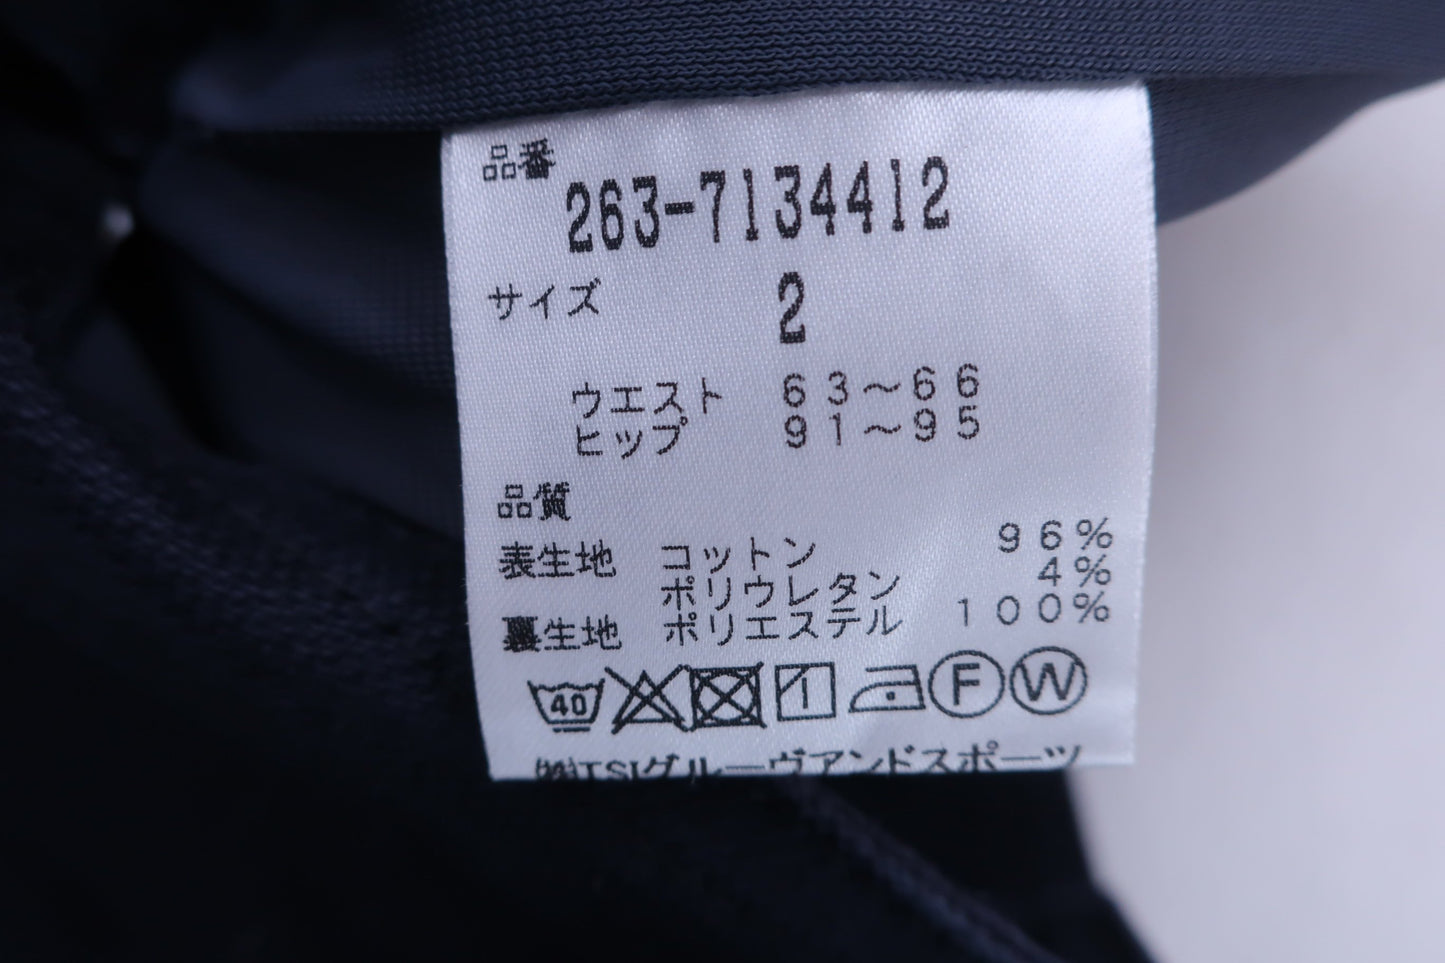 品番
263-7134412
サイズ 2
ウエスト 63～66
ヒップ 91～95
品質
表生地 コットン 96%
ポリウレタン 4%
裏生地 ポリエステル 100%
40 F W
㈱TSIグルーヴアンドスポーツ